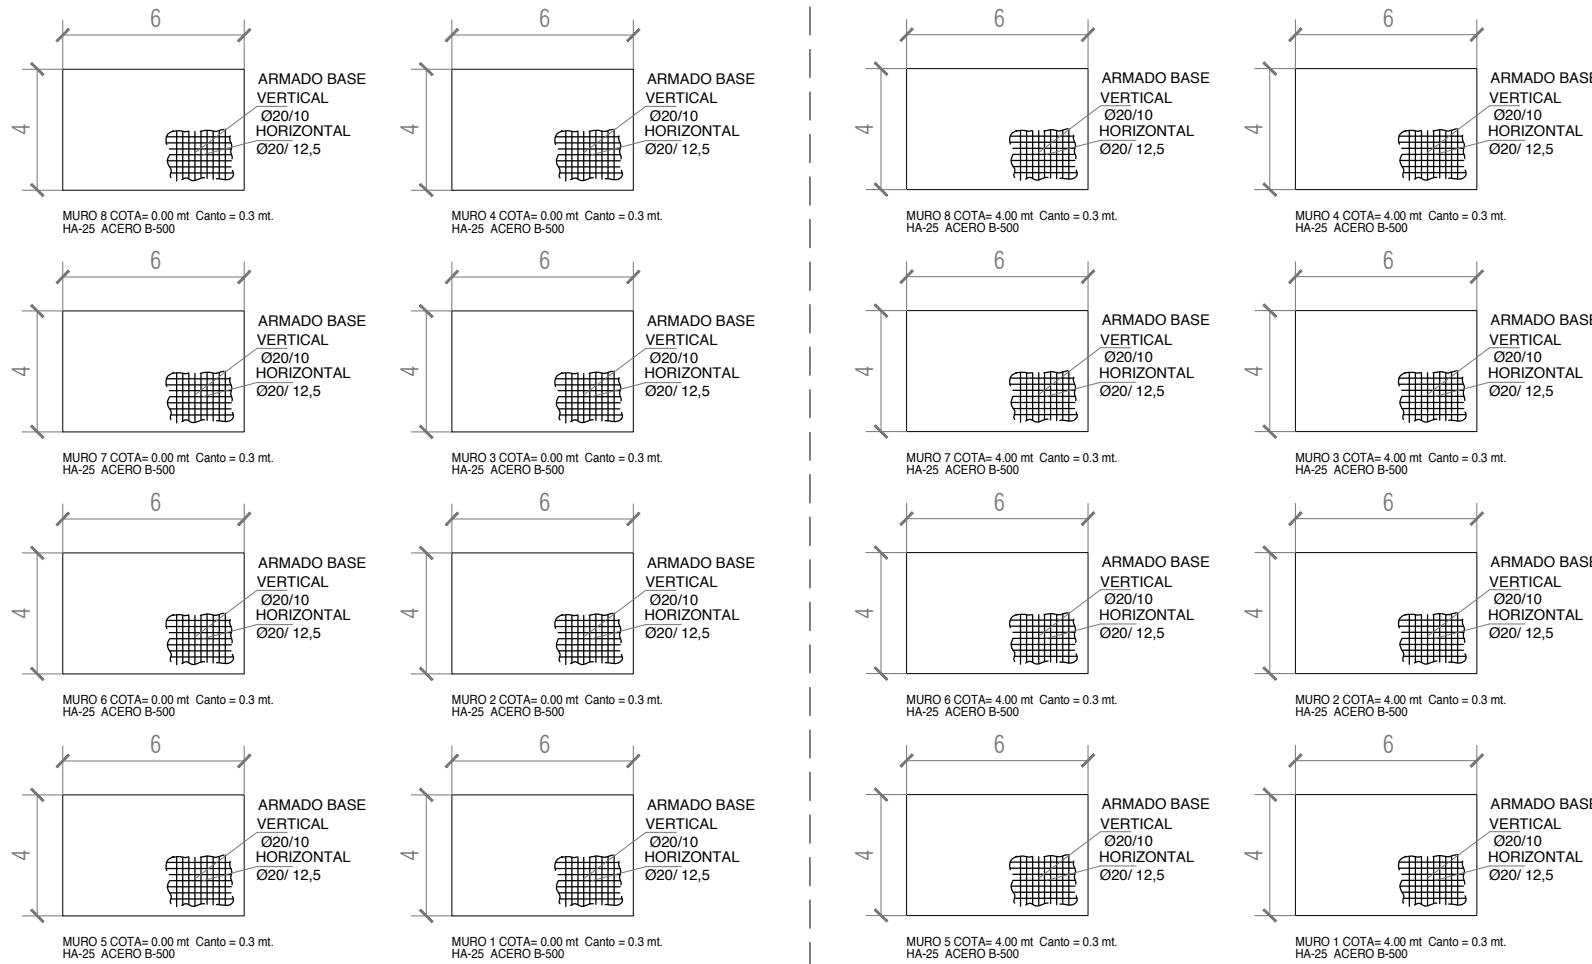 6
4
ARMADO BASE
VERTICAL
Ø20/10
HORIZONTAL
Ø20/ 12,5
MURO 8 COTA= 0.00 mt Canto = 0.3 mt.
HA-25 ACERO B-500
6
4
ARMADO BASE
VERTICAL
Ø20/10
HORIZONTAL
Ø20/ 12,5
MURO 4 COTA= 0.00 mt Canto = 0.3 mt.
HA-25 ACERO B-500
6
4
ARMADO BASE
VERTICAL
Ø20/10
HORIZONTAL
Ø20/ 12,5
MURO 8 COTA= 4.00 mt Canto = 0.3 mt.
HA-25 ACERO B-500
6
4
ARMADO BASE
VERTICAL
Ø20/10
HORIZONTAL
Ø20/ 12,5
MURO 4 COTA= 4.00 mt Canto = 0.3 mt.
HA-25 ACERO B-500
6
4
ARMADO BASE
VERTICAL
Ø20/10
HORIZONTAL
Ø20/ 12,5
MURO 7 COTA= 0.00 mt Canto = 0.3 mt.
HA-25 ACERO B-500
6
4
ARMADO BASE
VERTICAL
Ø20/10
HORIZONTAL
Ø20/ 12,5
MURO 3 COTA= 0.00 mt Canto = 0.3 mt.
HA-25 ACERO B-500
6
4
ARMADO BASE
VERTICAL
Ø20/10
HORIZONTAL
Ø20/ 12,5
MURO 7 COTA= 4.00 mt Canto = 0.3 mt.
HA-25 ACERO B-500
6
4
ARMADO BASE
VERTICAL
Ø20/10
HORIZONTAL
Ø20/ 12,5
MURO 3 COTA= 4.00 mt Canto = 0.3 mt.
HA-25 ACERO B-500
6
4
ARMADO BASE
VERTICAL
Ø20/10
HORIZONTAL
Ø20/ 12,5
MURO 6 COTA= 0.00 mt Canto = 0.3 mt.
HA-25 ACERO B-500
6
4
ARMADO BASE
VERTICAL
Ø20/10
HORIZONTAL
Ø20/ 12,5
MURO 2 COTA= 0.00 mt Canto = 0.3 mt.
HA-25 ACERO B-500
6
4
ARMADO BASE
VERTICAL
Ø20/10
HORIZONTAL
Ø20/ 12,5
MURO 6 COTA= 4.00 mt Canto = 0.3 mt.
HA-25 ACERO B-500
6
4
ARMADO BASE
VERTICAL
Ø20/10
HORIZONTAL
Ø20/ 12,5
MURO 2 COTA= 4.00 mt Canto = 0.3 mt.
HA-25 ACERO B-500
6
4
ARMADO BASE
VERTICAL
Ø20/10
HORIZONTAL
Ø20/ 12,5
MURO 5 COTA= 0.00 mt Canto = 0.3 mt.
HA-25 ACERO B-500
6
4
ARMADO BASE
VERTICAL
Ø20/10
HORIZONTAL
Ø20/ 12,5
MURO 1 COTA= 0.00 mt Canto = 0.3 mt.
HA-25 ACERO B-500
6
4
ARMADO BASE
VERTICAL
Ø20/10
HORIZONTAL
Ø20/ 12,5
MURO 5 COTA= 4.00 mt Canto = 0.3 mt.
HA-25 ACERO B-500
6
4
ARMADO BASE
VERTICAL
Ø20/10
HORIZONTAL
Ø20/ 12,5
MURO 1 COTA= 4.00 mt Canto = 0.3 mt.
HA-25 ACERO B-500